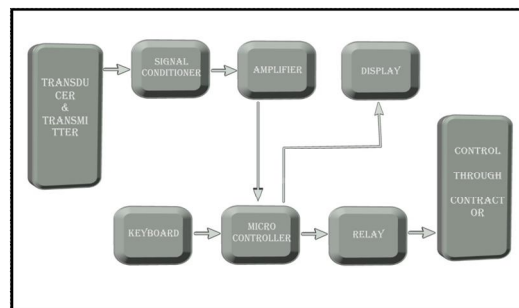 TRANSDU
CER
&
TRANSMI
TTER
SIGNAL
CONDITIONER
AMPLIFIER
DISPLAY
KEYBOARD
MICRO
CONTROLLER
RELAY
CONTROL
THROUGH
CONTRACT
OR